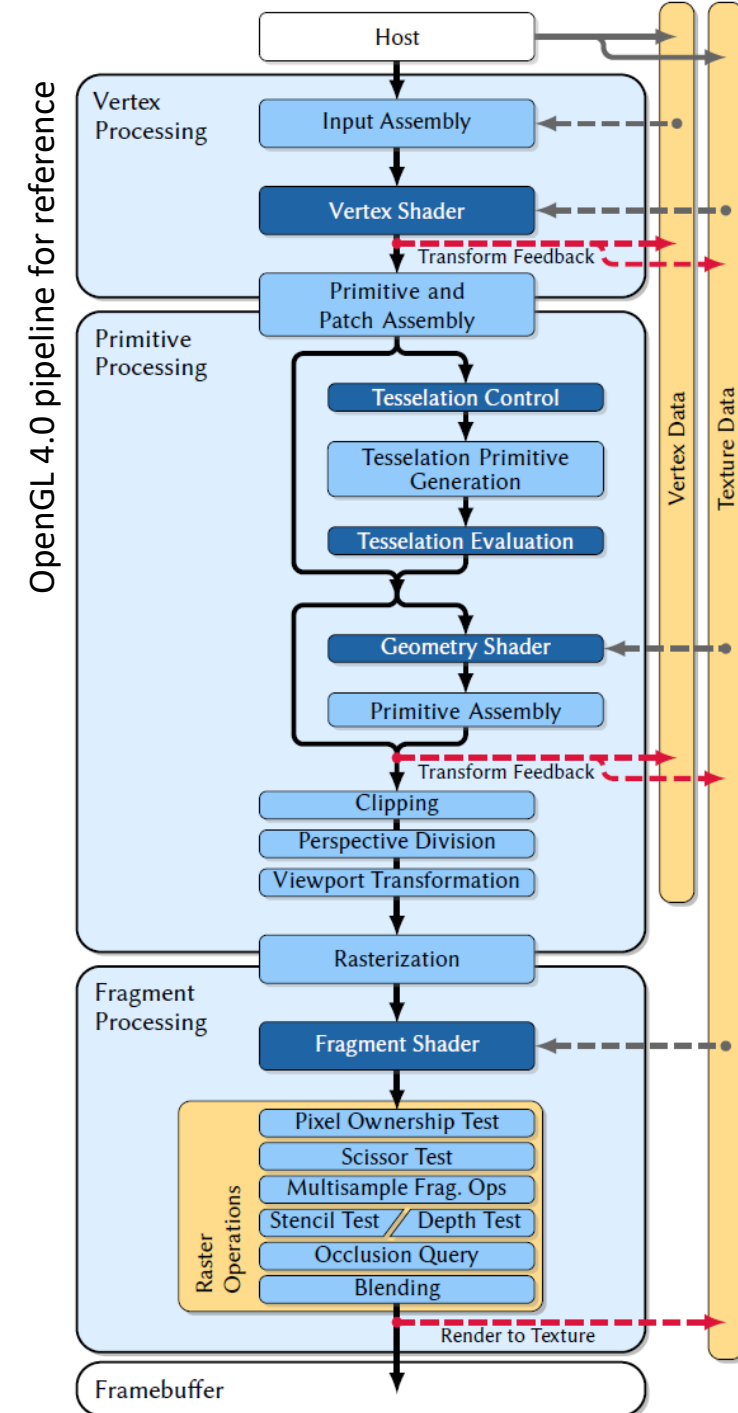 OpenGL 4.0 pipeline for reference
Host
Vertex
Processing
Input Assembly
Vertex Shader
Transform Feedback
Primitive and
Patch Assembly
Primitive
Processing
Tesselation Control
Tesselation Primitive
Generation
Tesselation Evaluation
Geometry Shader
Primitive Assembly
Transform Feedback
Clipping
Perspective Division
Viewport Transformation
Rasterization
Fragment
Processing
Fragment Shader
Raster
Operations
Pixel Ownership Test
Scissor Test
Multisample Frag. Ops
Stencil Test
Depth Test
Occlusion Query
Blending
Render to Texture
Framebuffer
Vertex Data
Texture Data